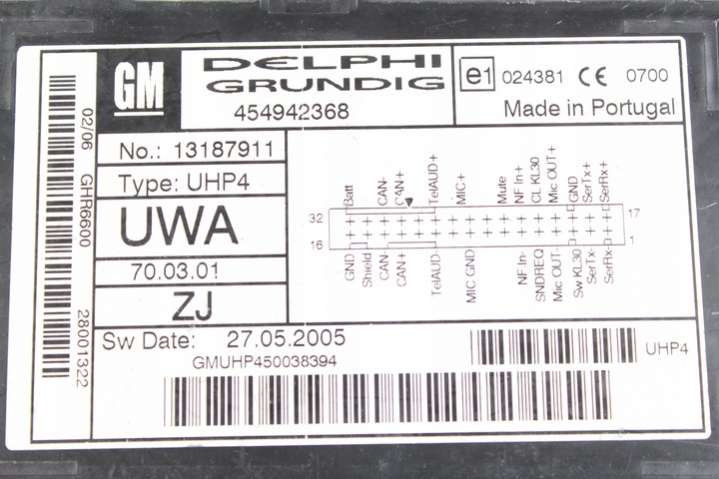 GM
DELPHI
GRUNDIG
454942368
e1 024381 CE 0700
Made in Portugal
02/06 GHR6600 28001322
No.: 13187911
Type: UHP4
UWA
70.03.01
ZJ
Sw Date: 27.05.2005
GMUHP450038394
UHP4
Batt CAN- CAN+ TelAUD+ MIC+ Mute NF In+ CL KL30 Mic OUT+ GND SerTx+ SerRx+
32 17
16 1
GND Shield CAN- CAN+ TelAUD- MIC GND NF In- SNDREQ Mic OUT- Sw KL30 SerTx- SerRx-